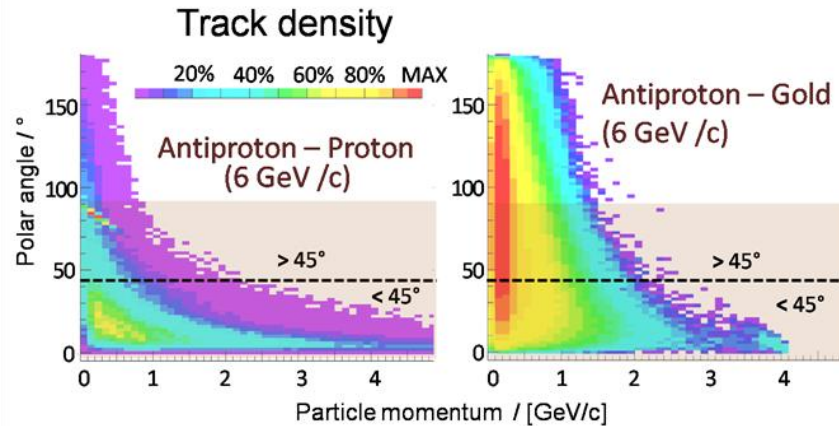 Track density
20% 40% 60% 80% MAX
Antiproton – Proton
(6 GeV /c)
Antiproton – Gold
(6 GeV /c)
Polar angle / °
150
100
50
0
> 45°
< 45°
> 45°
< 45°
150
100
50
0
0 1 2 3 4
0 1 2 3 4
Particle momentum / [GeV/c]